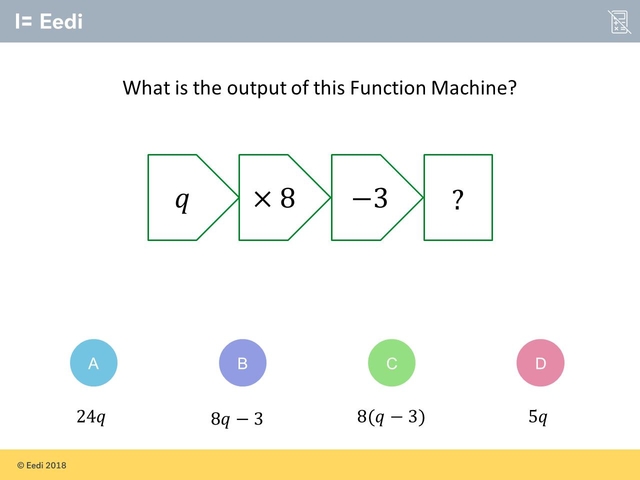 I= Eedi
What is the output of this Function Machine?
q × 8 −3 ?
A B C D
24q 8q − 3 8(q − 3) 5q
© Eedi 2018